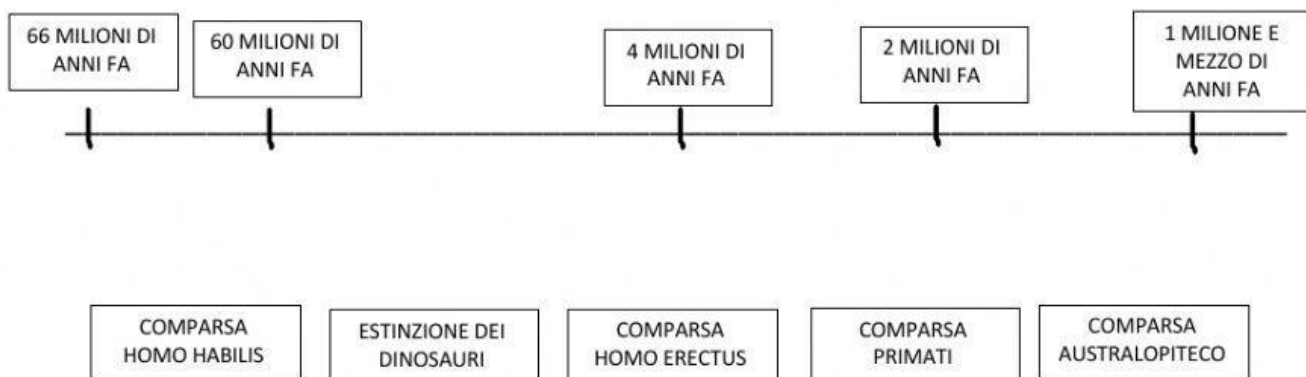 66 MILIONI DI
ANNI FA
60 MILIONI DI
ANNI FA
4 MILIONI DI
ANNI FA
2 MILIONI DI
ANNI FA
1 MILIONE E
MEZZO DI
ANNI FA
COMPARSA
HOMO HABILIS
ESTINZIONE DEI
DINOSAURI
COMPARSA
HOMO ERECTUS
COMPARSA
PRIMATI
COMPARSA
AUSTRALOPITECO